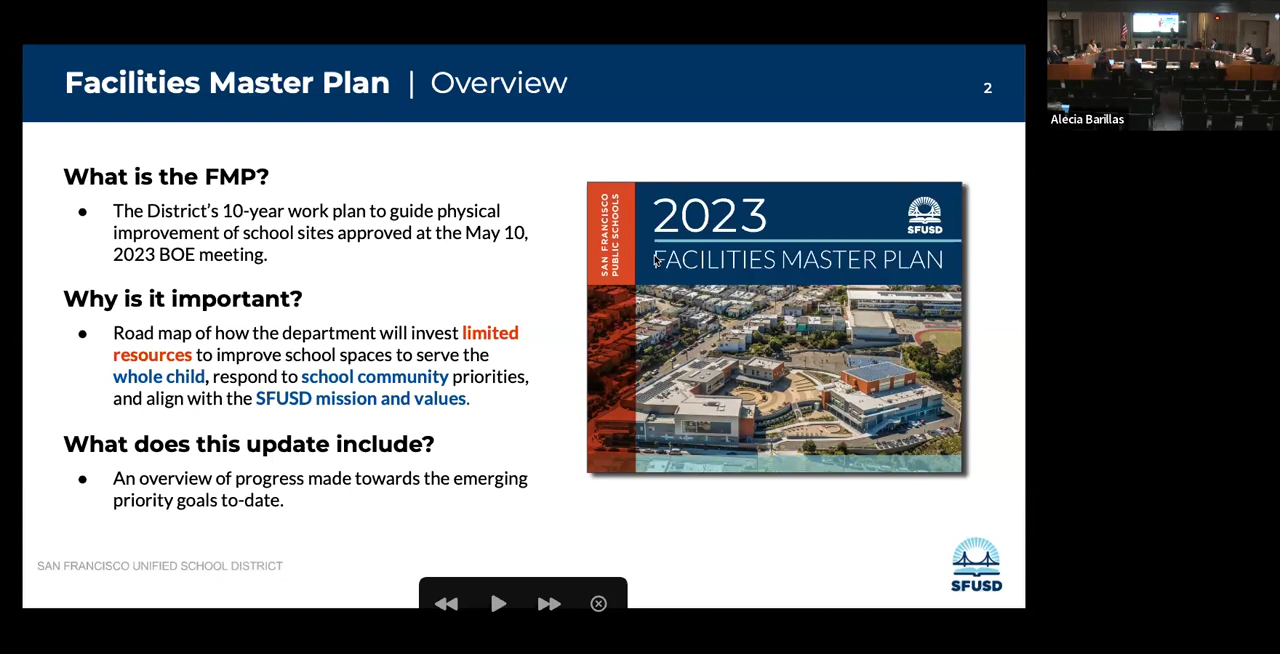 Facilities Master Plan | Overview
2
What is the FMP?
● The District's 10-year work plan to guide physical
improvement of school sites approved at the May 10,
2023 BOE meeting.
Why is it important?
● Road map of how the department will invest limited
resources to improve school spaces to serve the
whole child, respond to school community priorities,
and align with the SFUSD mission and values.
What does this update include?
● An overview of progress made towards the emerging
priority goals to-date.
SAN FRANCISCO
PUBLIC SCHOOLS
2023
SFUSD
FACILITIES MASTER PLAN
SAN FRANCISCO UNIFIED SCHOOL DISTRICT
SFUSD
Alecia Barillas